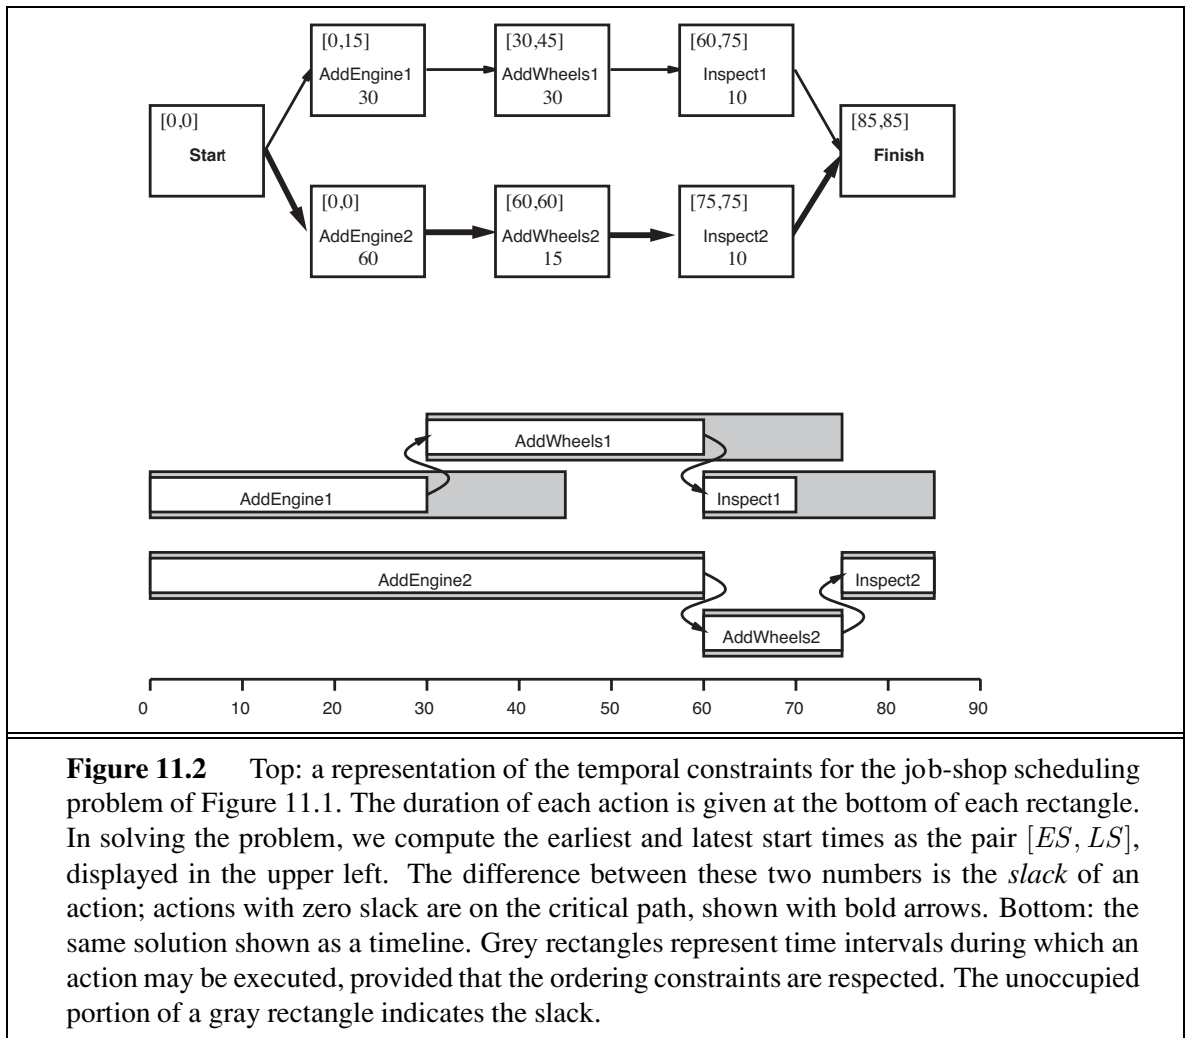 [0,15]
AddEngine1
30
[30,45]
AddWheels1
30
[60,75]
Inspect1
10
[0,0]
Start
[85,85]
Finish
[0,0]
AddEngine2
60
[60,60]
AddWheels2
15
[75,75]
Inspect2
10
AddWheels1
AddEngine1
Inspect1
AddEngine2
Inspect2
AddWheels2
0 10 20 30 40 50 60 70 80 90
Figure 11.2 Top: a representation of the temporal constraints for the job-shop scheduling
problem of Figure 11.1. The duration of each action is given at the bottom of each rectangle.
In solving the problem, we compute the earliest and latest start times as the pair [ES, LS],
displayed in the upper left. The difference between these two numbers is the slack of an
action; actions with zero slack are on the critical path, shown with bold arrows. Bottom: the
same solution shown as a timeline. Grey rectangles represent time intervals during which an
action may be executed, provided that the ordering constraints are respected. The unoccupied
portion of a gray rectangle indicates the slack.